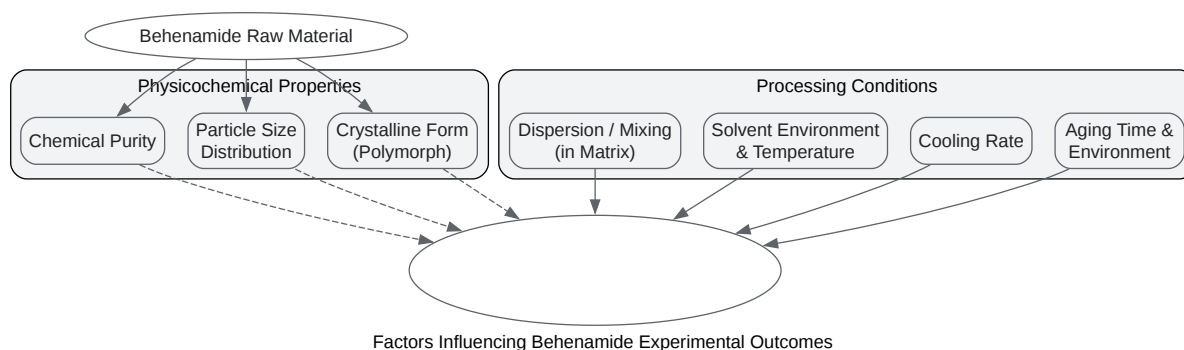 Behenamide Raw Material
Physicochemical Properties
Processing Conditions
Chemical Purity
Particle Size
Distribution
Crystalline Form
(Polymorph)
Dispersion / Mixing
(in Matrix)
Solvent Environment
& Temperature
Cooling Rate
Aging Time &
Environment
Factors Influencing Behenamide Experimental Outcomes